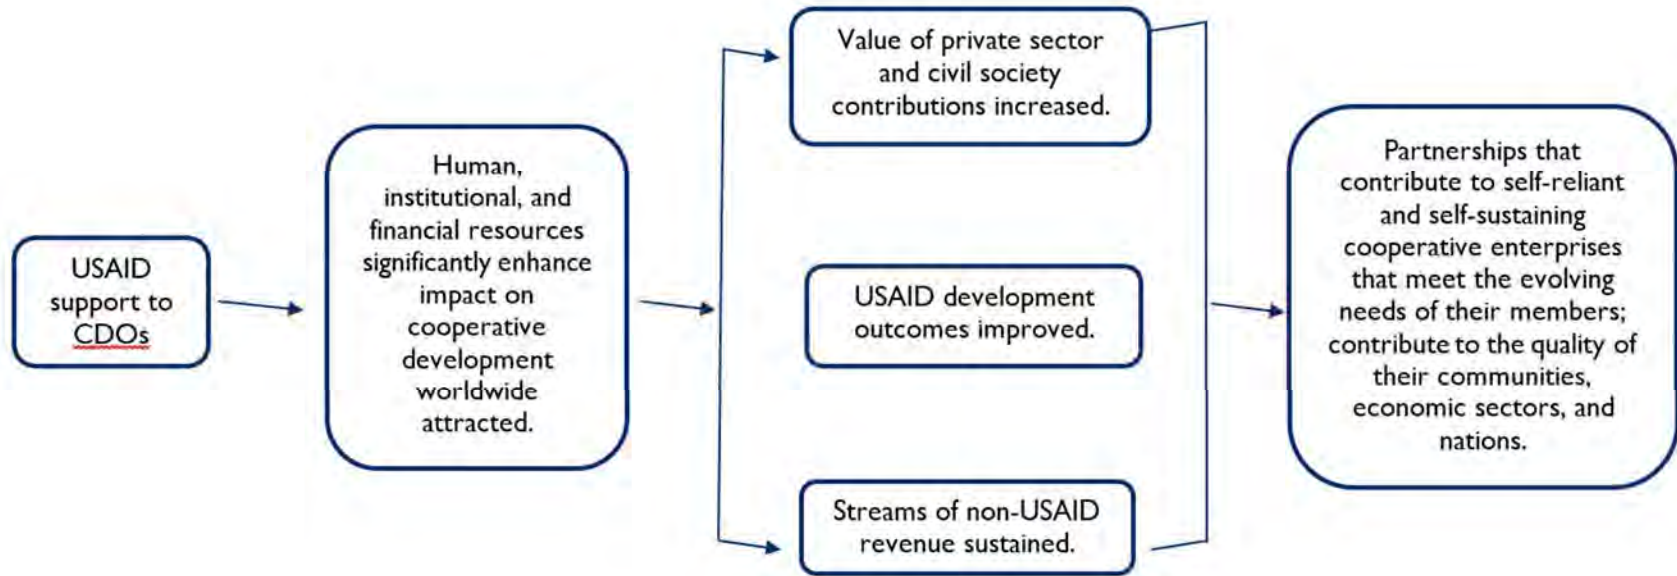 USAID
support to
CDOs
Human,
institutional, and
financial resources
significantly enhance
impact on
cooperative
development
worldwide
attracted.
Value of private sector
and civil society
contributions increased.
USAID development
outcomes improved.
Streams of non-USAID
revenue sustained.
Partnerships that
contribute to self-reliant
and self-sustaining
cooperative enterprises
that meet the evolving
needs of their members;
contribute to the quality of
their communities,
economic sectors, and
nations.